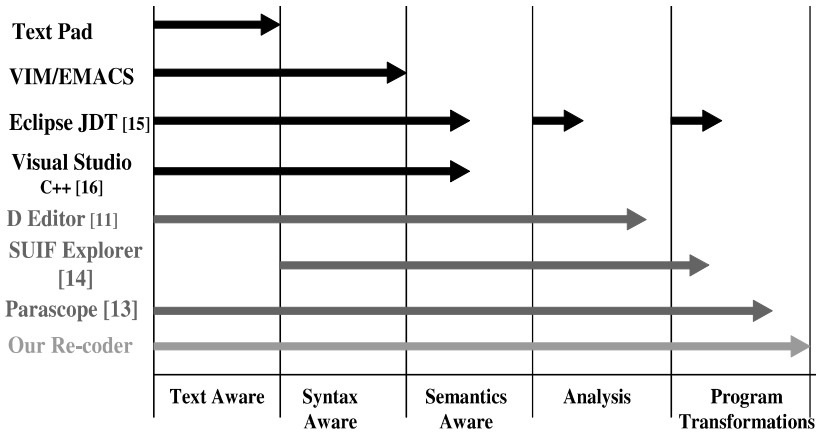 Text Pad
VIM/EMACS
Eclipse JDT [15]
Visual Studio
C++ [16]
D Editor [11]
SUIF Explorer
[14]
Parascope [13]
Our Re-coder
Text Aware
Syntax
Aware
Semantics
Aware
Analysis
Program
Transformations